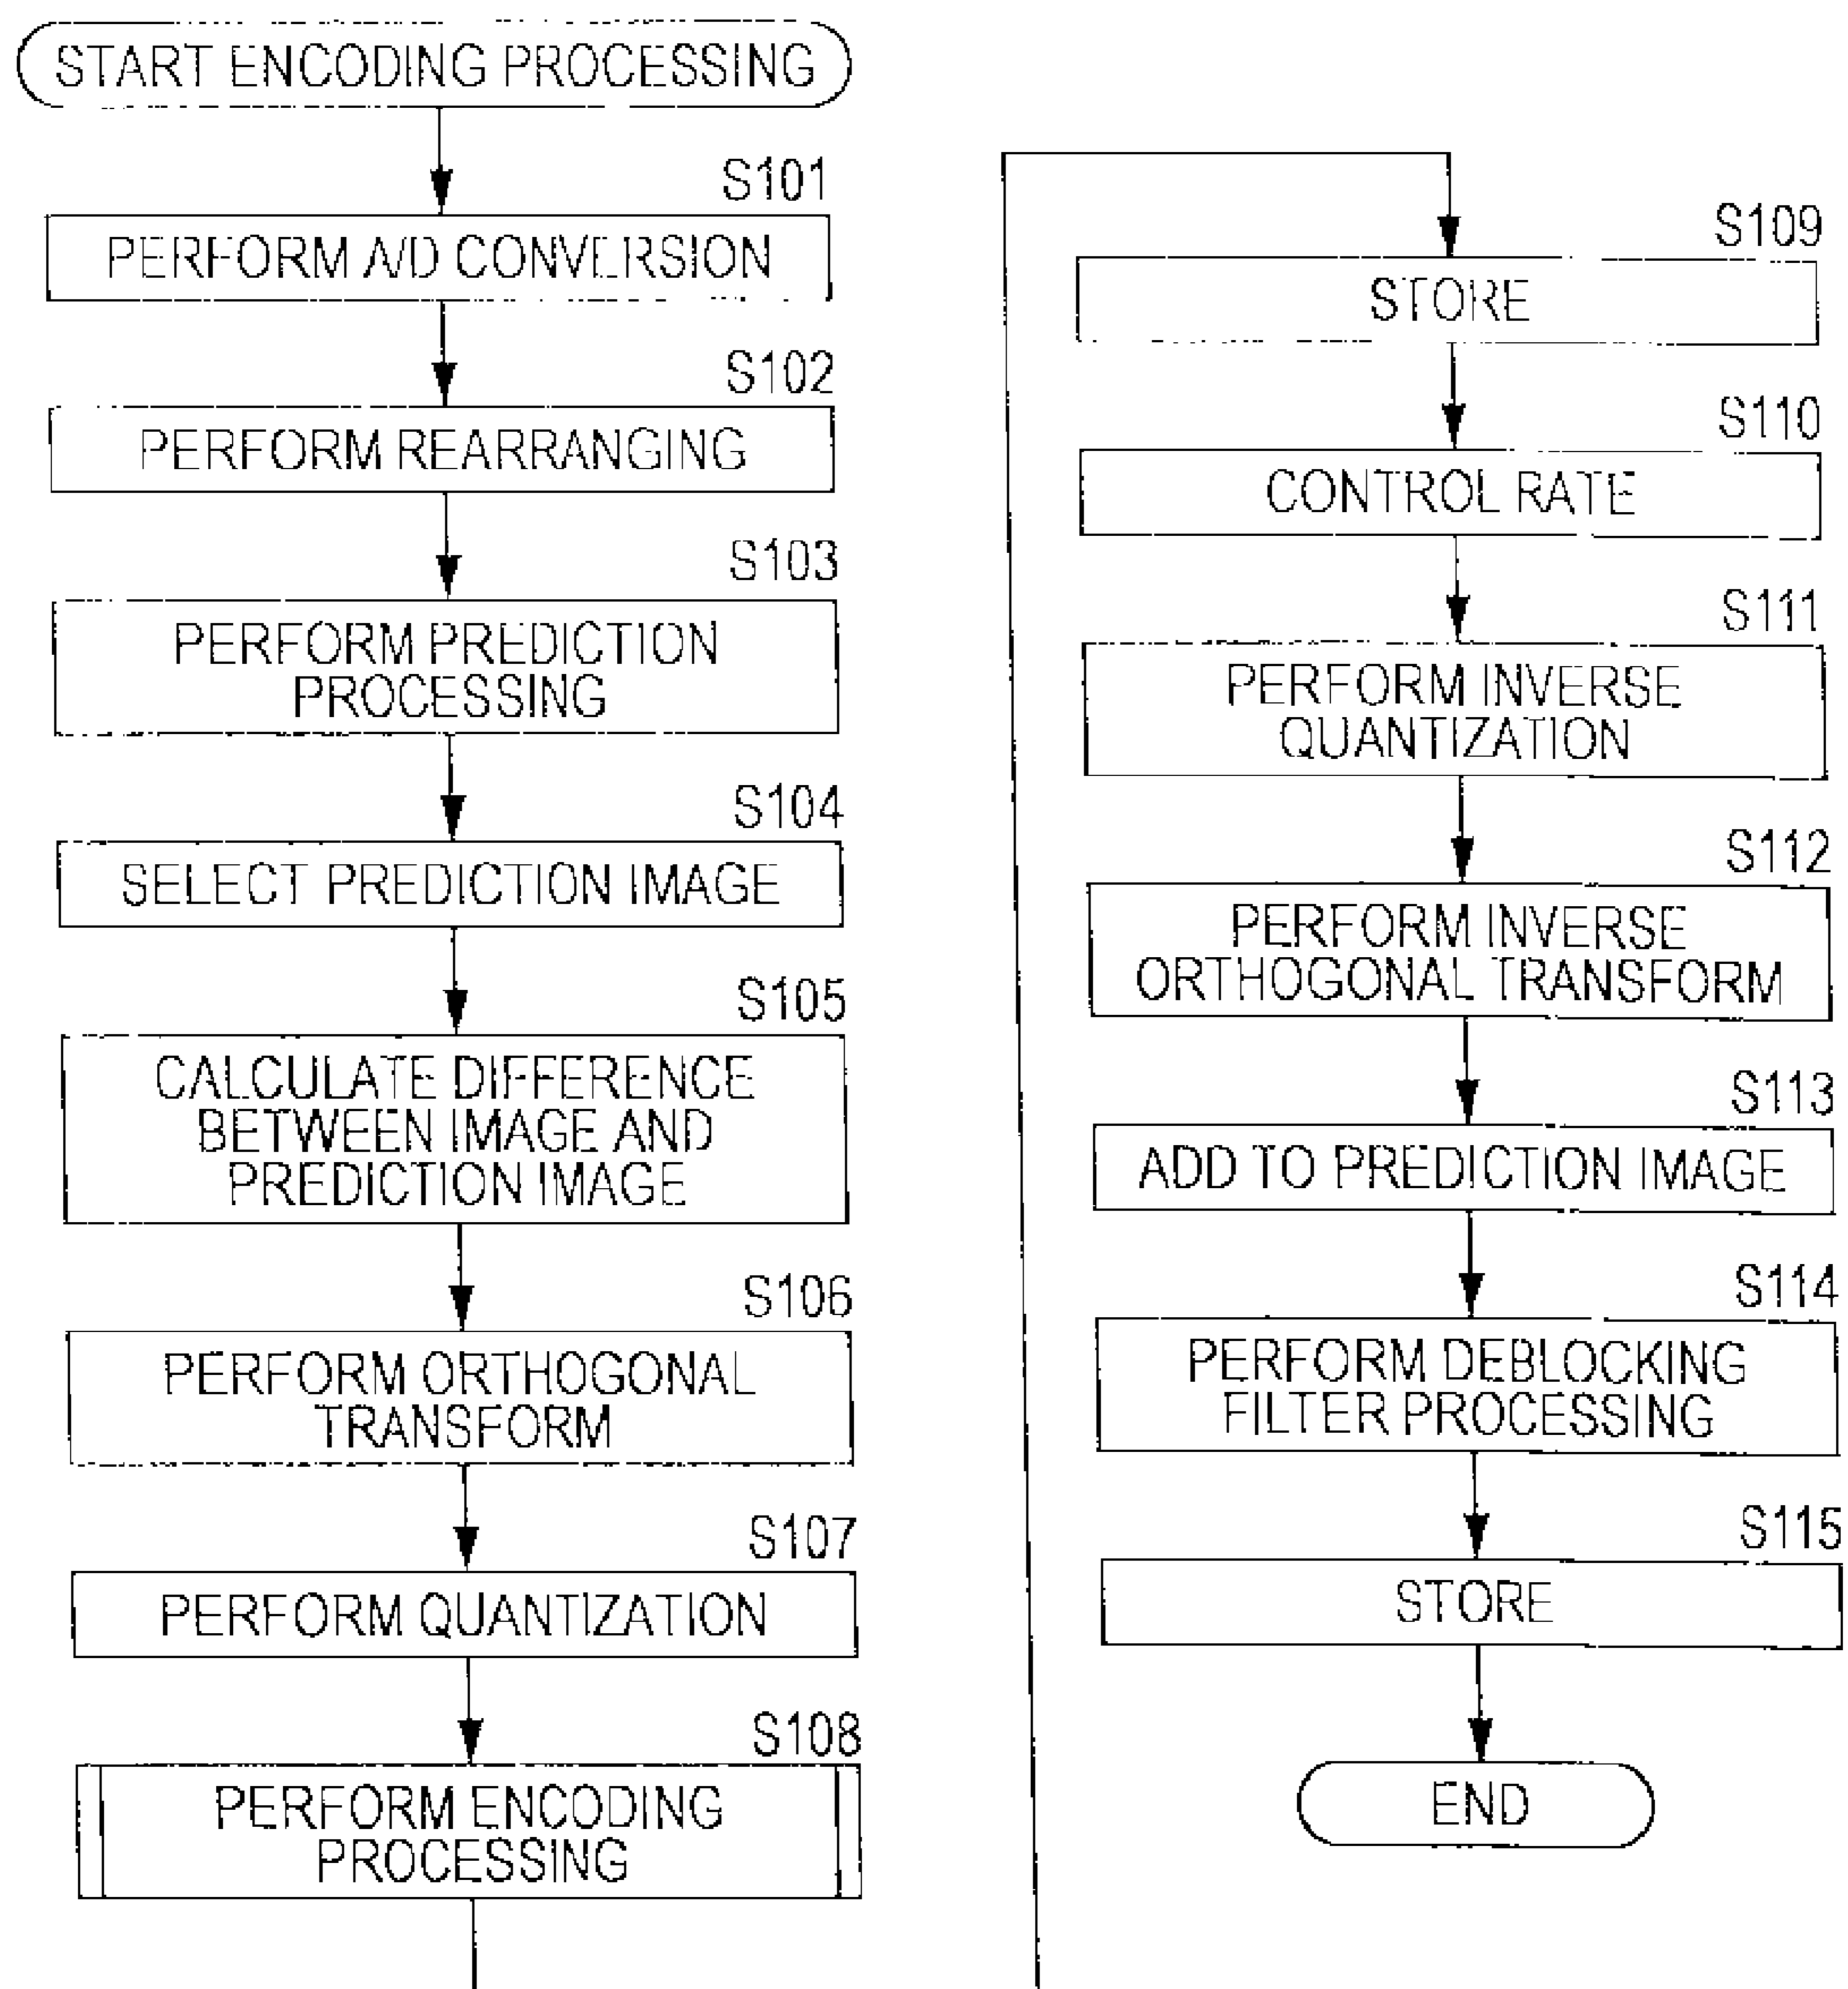 START ENCODING PROCESSING
S101
PERFORM A/D CONVERSION
S102
PERFORM REARRANGING
S103
PERFORM PREDICTION
PROCESSING
S104
SELECT PREDICTION IMAGE
S105
CALCULATE DIFFERENCE
BETWEEN IMAGE AND
PREDICTION IMAGE
S106
PERFORM ORTHOGONAL
TRANSFORM
S107
PERFORM QUANTIZATION
S108
PERFORM ENCODING
PROCESSING
S109
STORE
S110
CONTROL RATE
S111
PERFORM INVERSE
QUANTIZATION
S112
PERFORM INVERSE
ORTHOGONAL TRANSFORM
S113
ADD TO PREDICTION IMAGE
S114
PERFORM DEBLOCKING
FILTER PROCESSING
S115
STORE
END